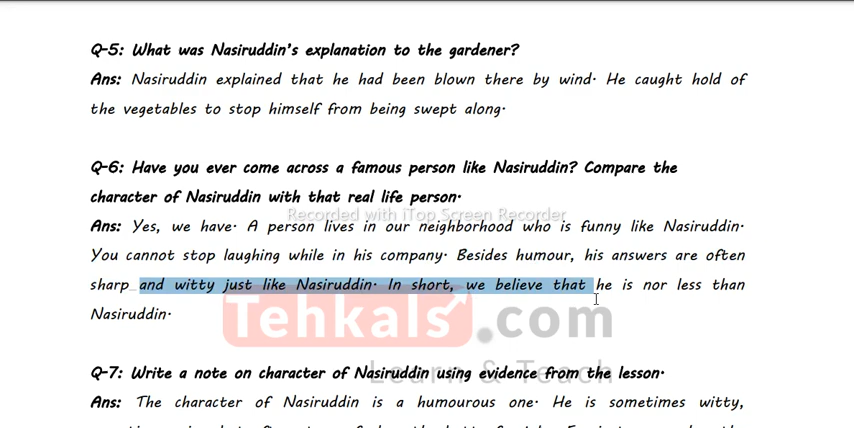 Q-5: What was Nasiruddin's explanation to the gardener?
Ans: Nasiruddin explained that he had been blown there by wind. He caught hold of
the vegetables to stop himself from being swept along.
Q-6: Have you ever come across a famous person like Nasiruddin? Compare the
character of Nasiruddin with that real life person.
Recorded with iTop Screen Recorder
Ans: Yes, we have. A person lives in our neighborhood who is funny like Nasiruddin.
You cannot stop laughing while in his company. Besides humour, his answers are often
sharp and witty just like Nasiruddin. In short, we believe that he is nor less than
Nasiruddin.
Tehkals.com
Learn & Teach
Q-7: Write a note on character of Nasiruddin using evidence from the lesson.
Ans: The character of Nasiruddin is a humourous one. He is sometimes witty,